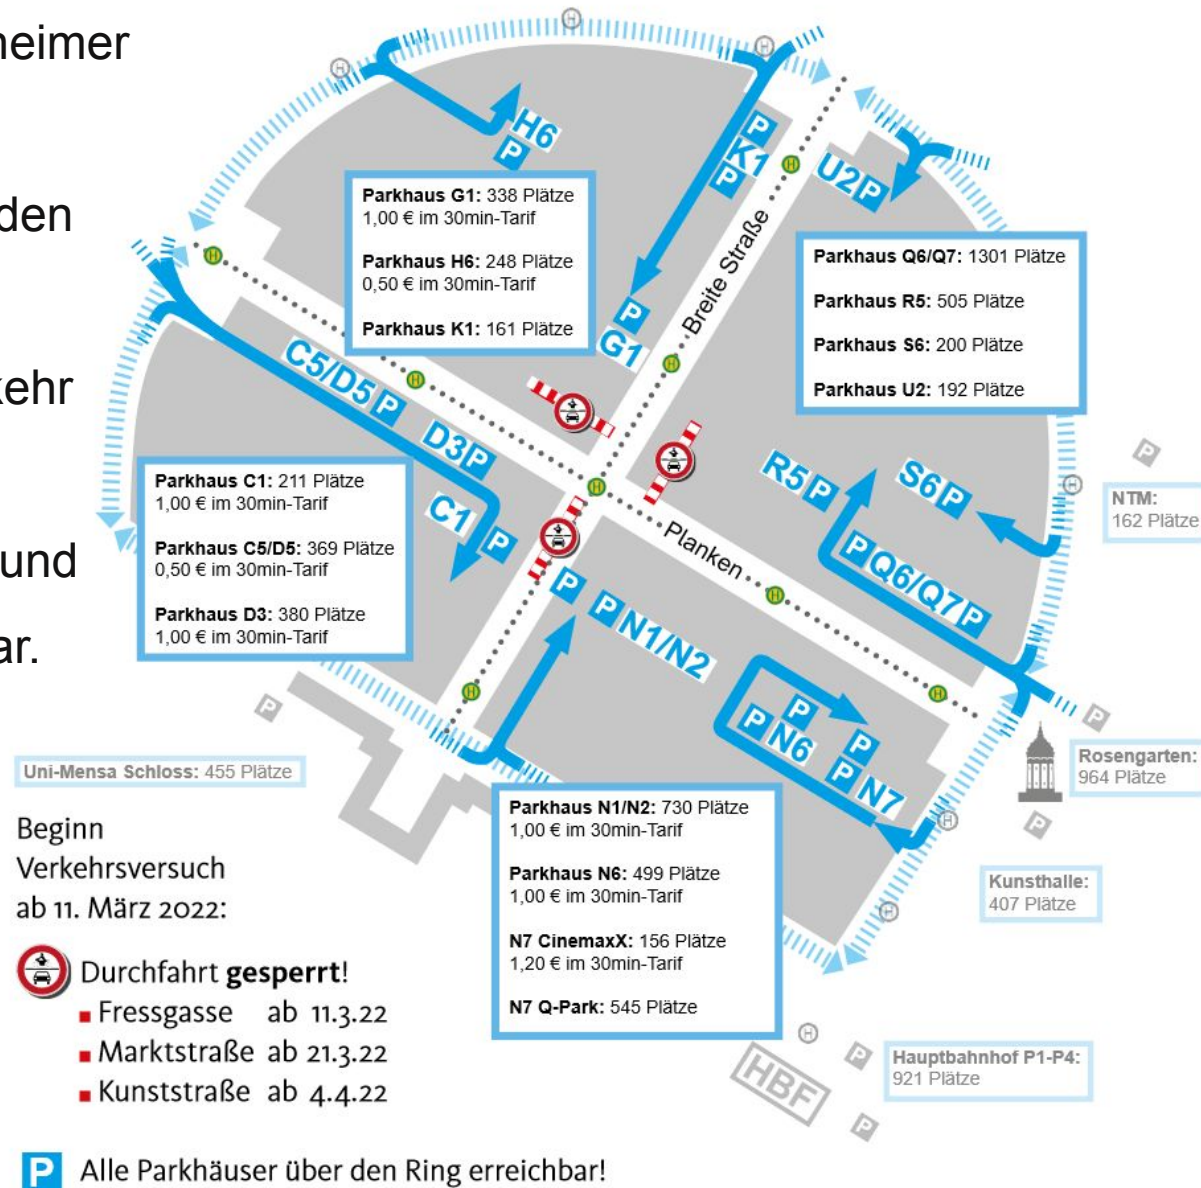 heimer
den
kehr
und
ar.
H
H
H
H6
P
P
K1
P
H
U2 P
Parkhaus G1: 338 Plätze
1,00 € im 30min-Tarif
Parkhaus H6: 248 Plätze
0,50 € im 30min-Tarif
Parkhaus K1: 161 Plätze
Parkhaus Q6/Q7: 1301 Plätze
Parkhaus R5: 505 Plätze
Parkhaus S6: 200 Plätze
Parkhaus U2: 192 Plätze
H
Breite Straße
P
G1
H
H
C5/D5 P
D3 P
C1 P
Parkhaus C1: 211 Plätze
1,00 € im 30min-Tarif
Parkhaus C5/D5: 369 Plätze
0,50 € im 30min-Tarif
Parkhaus D3: 380 Plätze
1,00 € im 30min-Tarif
H
R5 P
S6 P
H
P
NTM:
162 Plätze
Planken
P Q6/Q7 P
H
P P N1/N2
H
H
P
P
P N6
P
P N7
P
Rosengarten:
964 Plätze
P
H
Uni-Mensa Schloss: 455 Plätze
Parkhaus N1/N2: 730 Plätze
1,00 € im 30min-Tarif
Parkhaus N6: 499 Plätze
1,00 € im 30min-Tarif
N7 CinemaxX: 156 Plätze
1,20 € im 30min-Tarif
N7 Q-Park: 545 Plätze
Kunsthalle:
407 Plätze
H
H
P
HBF
P
Hauptbahnhof P1-P4:
921 Plätze
Beginn
Verkehrsversuch
ab 11. März 2022:
Durchfahrt gesperrt!
Fressgasse ab 11.3.22
Marktstraße ab 21.3.22
Kunststraße ab 4.4.22
P Alle Parkhäuser über den Ring erreichbar!